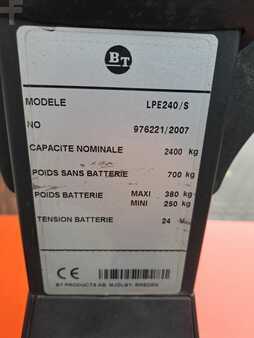 BT
MODELE LPE240/S
NO 976221/2007
CAPACITE NOMINALE 2400 kg
POIDS SANS BATTERIE 700 kg
POIDS BATTERIE MAXI 380 kg
MINI 250 kg
TENSION BATTERIE 24 V
CE
BT PRODUCTS AB, MJÖLBY, SWEDEN